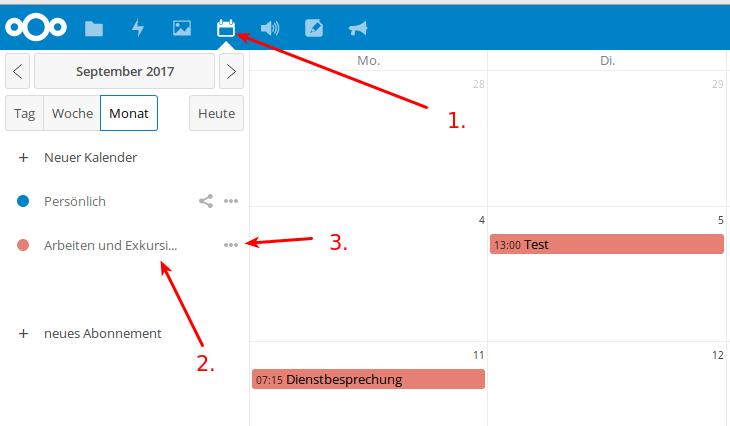 Mo.
Di.
September 2017
28
29
Tag Woche Monat Heute
1.
+ Neuer Kalender
Persönlich
4
5
Arbeiten und Exkursi...
3.
13:00 Test
+ neues Abonnement
2.
11
12
07:15 Dienstbesprechung